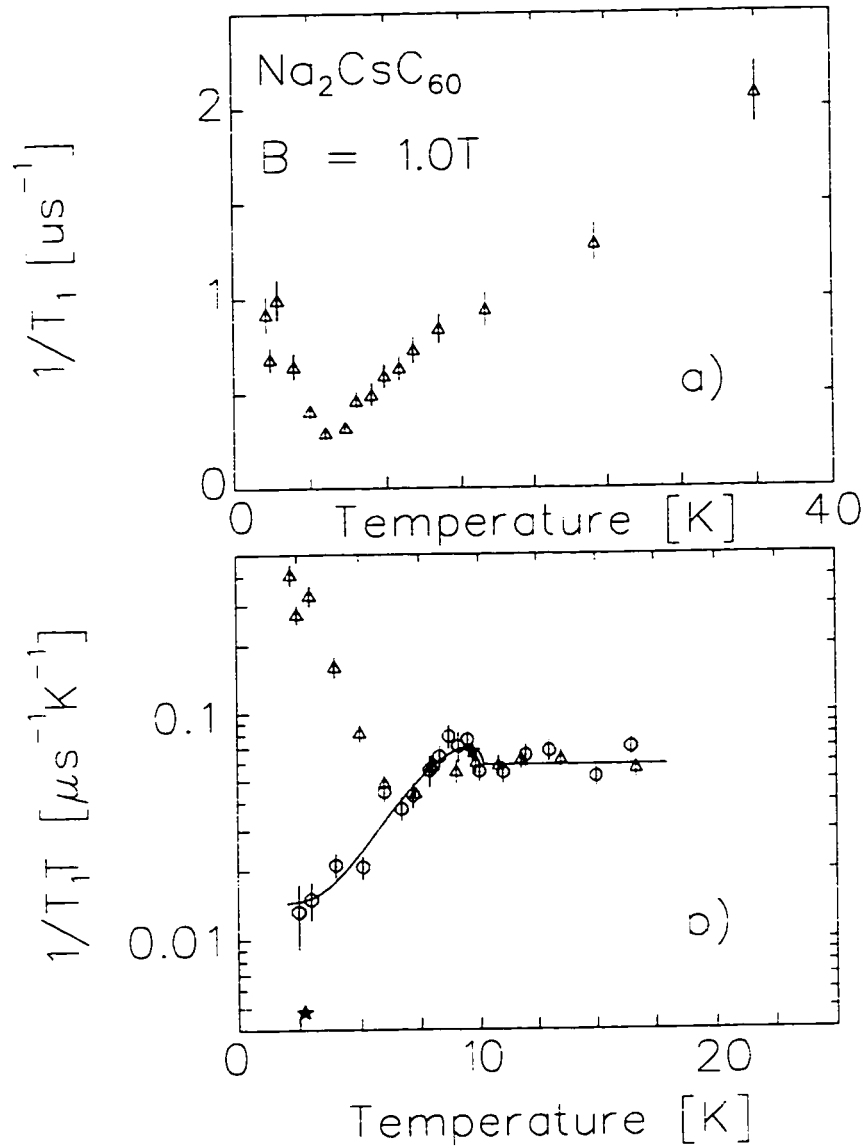 Na₂CsC₆₀
B = 1.0T
2
1
0
1/T₁ [us⁻¹]
a)
0
Temperature [K]
40
0.1
0.01
1/T₁T [μs⁻¹K⁻¹]
b)
0
10
20
Temperature [K]